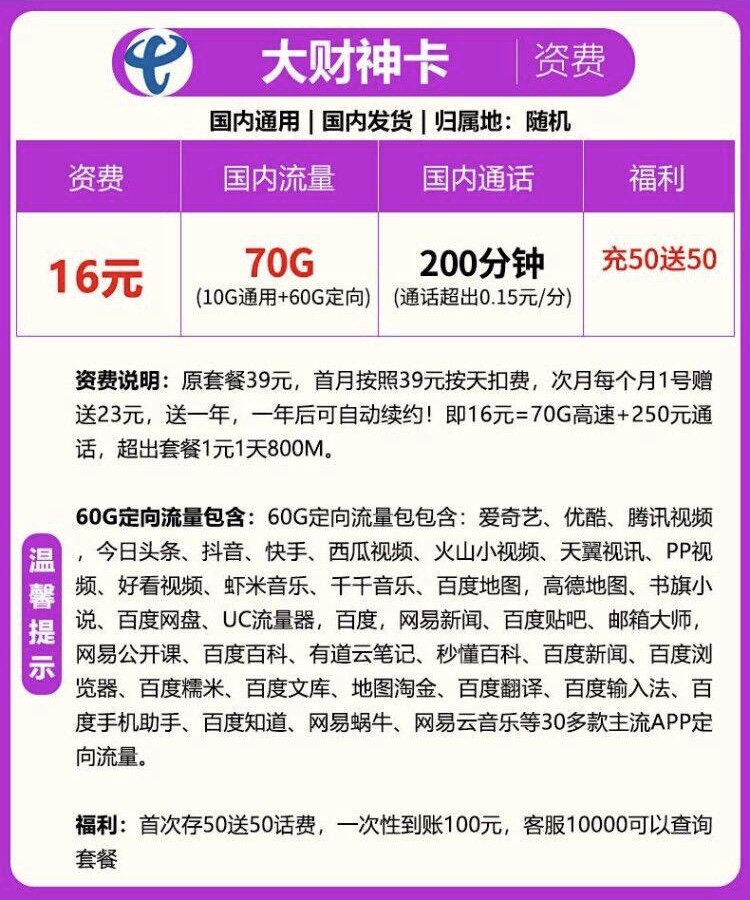 大财神卡 资费
国内通用 | 国内发货 | 归属地：随机
资费 国内流量 国内通话 福利
16元 70G 200分钟 充50送50
(10G通用+60G定向) (通话超出0.15元/分)
资费说明：原套餐39元，首月按照39元按天扣费，次月每个月1号赠
送23元，送一年，一年后可自动续约！即16元=70G高速+250元通
话，超出套餐1元1天800M。
温馨提示
60G定向流量包含：60G定向流量包包含：爱奇艺、优酷、腾讯视频
，今日头条、抖音、快手、西瓜视频、火山小视频、天翼视讯、PP视
频、好看视频、虾米音乐、千千音乐、百度地图，高德地图、书旗小
说、百度网盘、UC流量器，百度，网易新闻、百度贴吧、邮箱大师，
网易公开课、百度百科、有道云笔记、秒懂百科、百度新闻、百度浏
览器、百度糯米、百度文库、地图淘金、百度翻译、百度输入法、百
度手机助手、百度知道、网易蜗牛、网易云音乐等30多款主流APP定
向流量。
福利：首次存50送50话费，一次性到账100元，客服10000可以查询
套餐